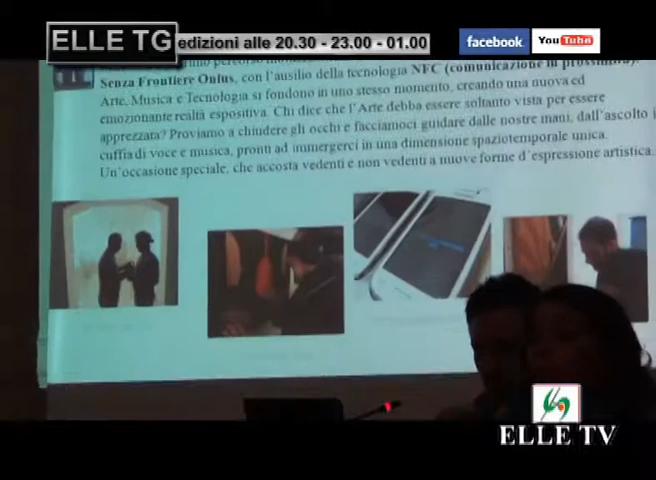 ELLE TG
edizioni alle 20.30 - 23.00 - 01.00
facebook
YouTube
Senza Frontiere Onlus, con l'ausilio della tecnologia NFC (comunicazione in prossimità).
Arte, Musica e Tecnologia si fondono in uno stesso momento, creando una nuova ed
emozionante realtà espositiva. Chi dice che l'Arte debba essere soltanto vista per essere
apprezzata? Proviamo a chiudere gli occhi e facciamoci guidare dalle nostre mani, dall'ascolto i
cuffia di voce e musica, pronti ad immergerci in una dimensione spaziotemporale unica.
Un'occasione speciale, che accosta vedenti e non vedenti a nuove forme d'espressione artistica.
ELLE TV